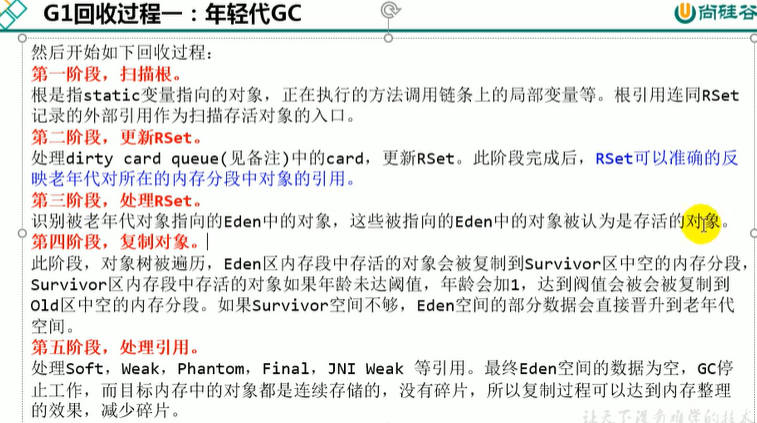 G1回收过程一：年轻代GC
尚硅谷
然后开始如下回收过程：
第一阶段，扫描根。
根是指static变量指向的对象，正在执行的方法调用链条上的局部变量等。根引用连同RSet
记录的外部引用作为扫描存活对象的入口。
第二阶段，更新RSet。
处理dirty card queue(见备注)中的card，更新RSet。此阶段完成后，RSet可以准确的反
映老年代对所在的内存分段中对象的引用。
第三阶段，处理RSet。
识别被老年代对象指向的Eden中的对象，这些被指向的Eden中的对象被认为是存活的对象。
第四阶段，复制对象。
此阶段，对象树被遍历，Eden区内存段中存活的对象会被复制到Survivor区中空的内存分段，
Survivor区内存段中存活的对象如果年龄未达阈值，年龄会加1，达到阀值会被会被复制到
Old区中空的内存分段。如果Survivor空间不够，Eden空间的部分数据会直接晋升到老年代
空间。
第五阶段，处理引用。
处理Soft，Weak，Phantom，Final，JNI Weak 等引用。最终Eden空间的数据为空，GC停
止工作，而目标内存中的对象都是连续存储的，没有碎片，所以复制过程可以达到内存整理
的效果，减少碎片。
让天下没有难学的技术